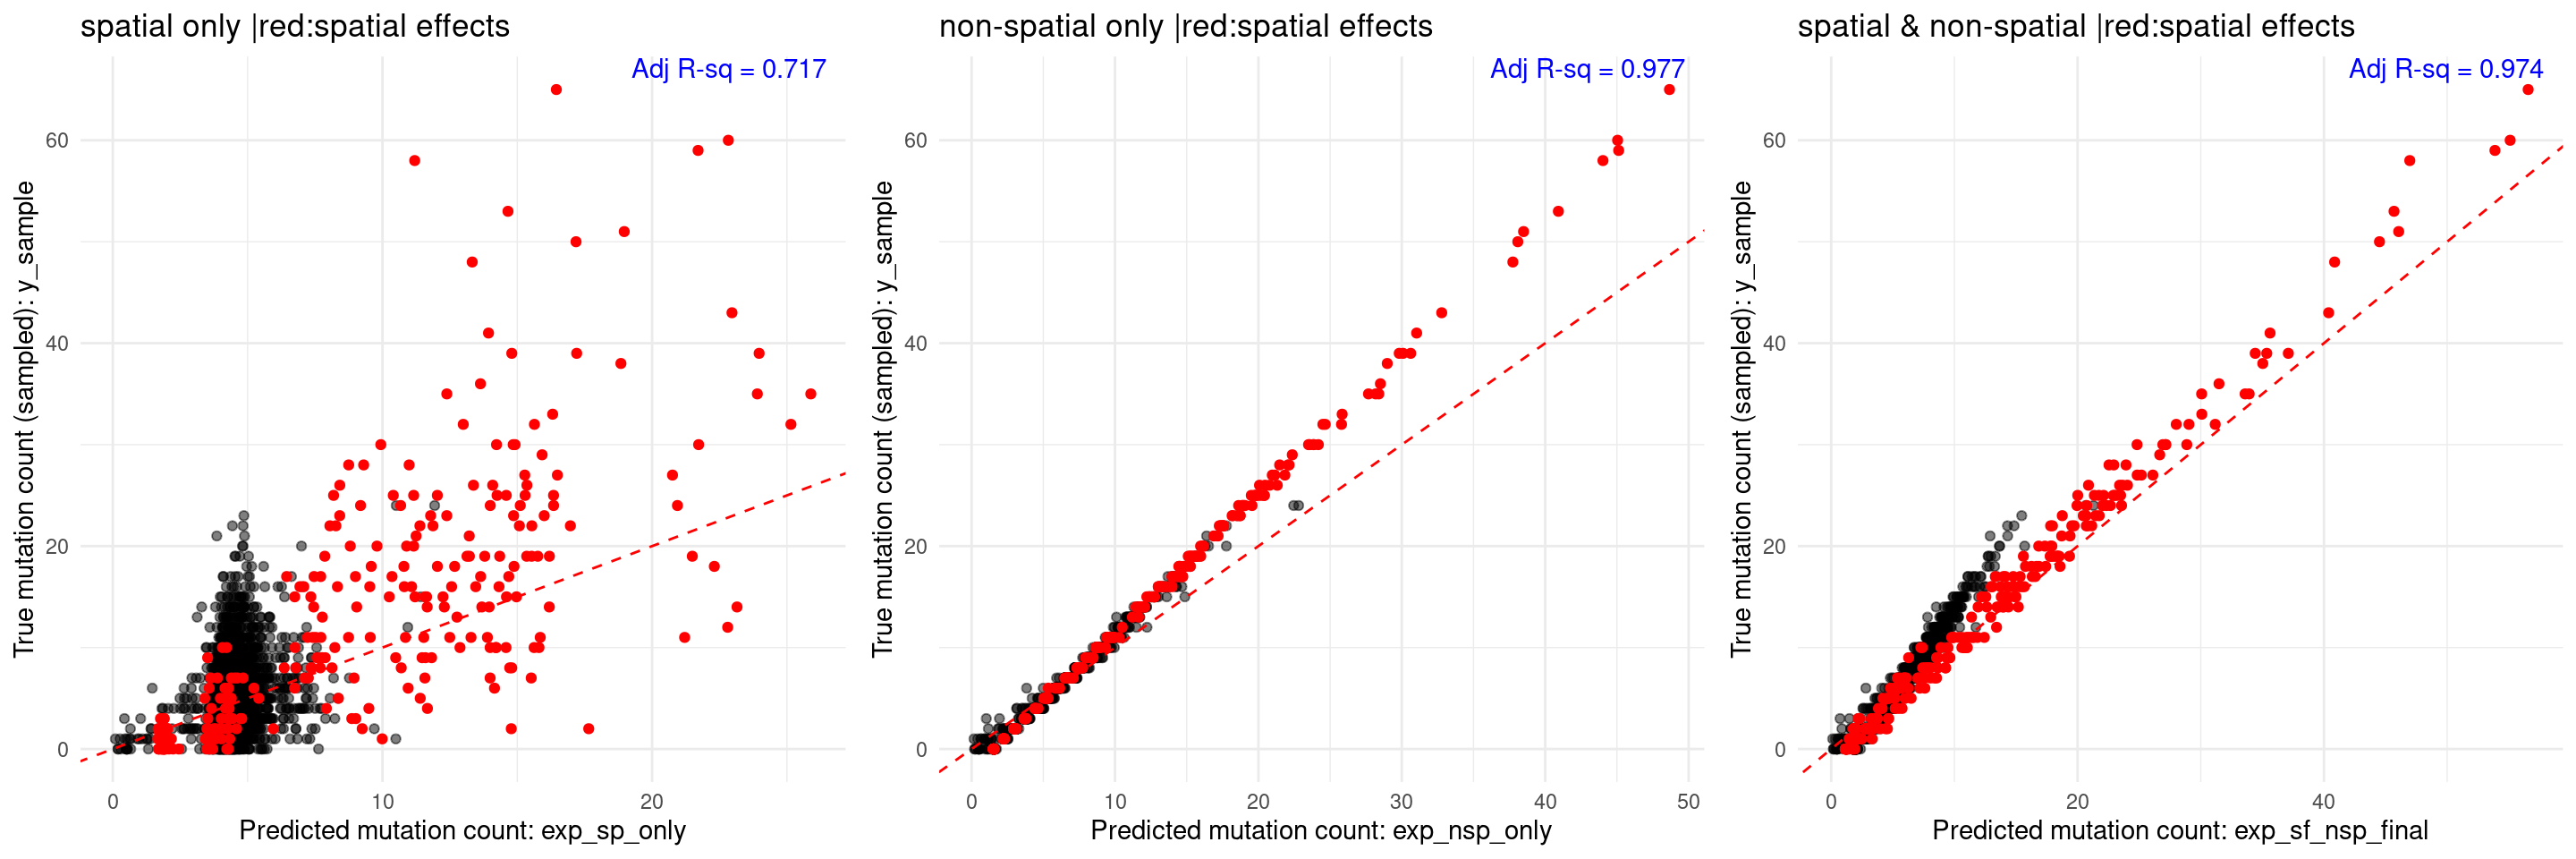 spatial only |red:spatial effects
Adj R-sq = 0.717
True mutation count (sampled): y_sample
60
40
20
0
0
10
20
Predicted mutation count: exp_sp_only
non-spatial only |red:spatial effects
Adj R-sq = 0.977
True mutation count (sampled): y_sample
60
40
20
0
0
10
20
30
40
50
Predicted mutation count: exp_nsp_only
spatial & non-spatial |red:spatial effects
Adj R-sq = 0.974
True mutation count (sampled): y_sample
60
40
20
0
0
20
40
Predicted mutation count: exp_sf_nsp_final